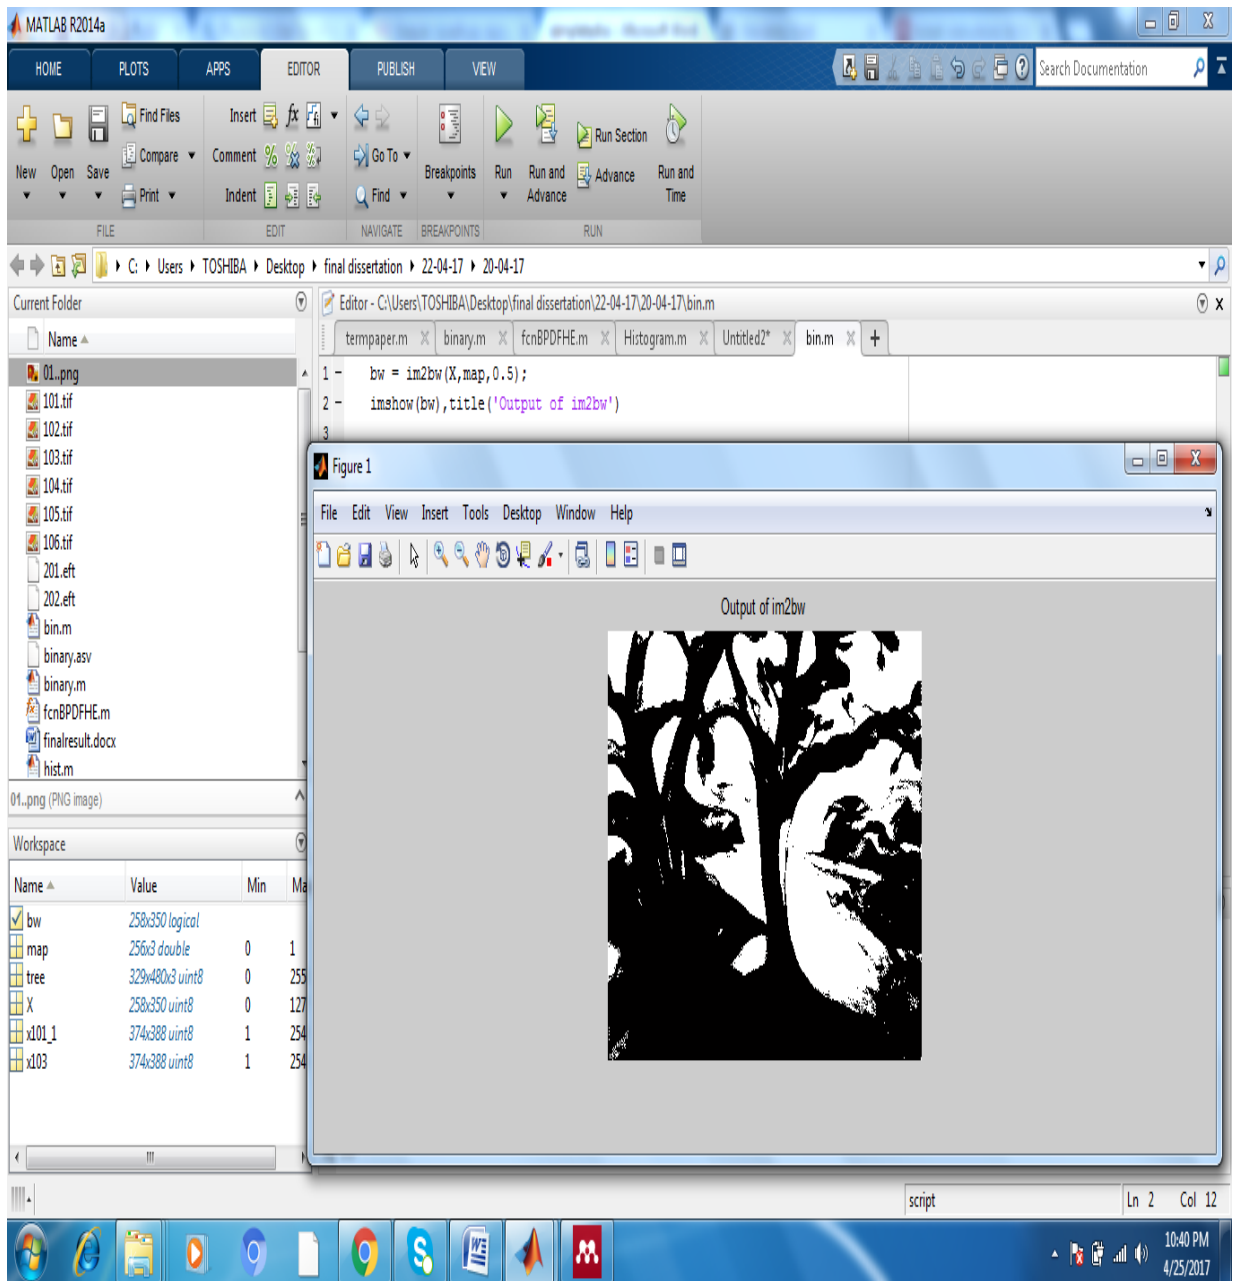 MATLAB R2014a
HOME PLOTS APPS EDITOR PUBLISH VIEW
Search Documentation
New Open Save
Find Files
Compare
Print
Insert fx
Comment
Indent
Go To
Find
Breakpoints
Run
Run and Advance
Run Section
Advance
Run and Time
FILE EDIT NAVIGATE BREAKPOINTS RUN
C: Users TOSHIBA Desktop final dissertation 22-04-17 20-04-17
Current Folder
Name
01..png
101.tif
102.tif
103.tif
104.tif
105.tif
106.tif
201.eft
202.eft
bin.m
binary.asv
binary.m
fcnBPDFHE.m
finalresult.docx
hist.m
01..png (PNG image)
Workspace
Name Value Min Ma
bw 258x350 logical
map 256x3 double 0 1
tree 329x480x3 uint8 0 255
X 258x350 uint8 0 127
x101_1 374x388 uint8 1 254
x103 374x388 uint8 1 254
Editor - C:\Users\TOSHIBA\Desktop\final dissertation\22-04-17\20-04-17\bin.m
termpaper.m binary.m fcnBPDFHE.m Histogram.m Untitled2* bin.m
1 - bw = im2bw(X,map,0.5);
2 - imshow(bw),title('Output of im2bw')
3
Figure 1
File Edit View Insert Tools Desktop Window Help
Output of im2bw
script Ln 2 Col 12
10:40 PM
4/25/2017